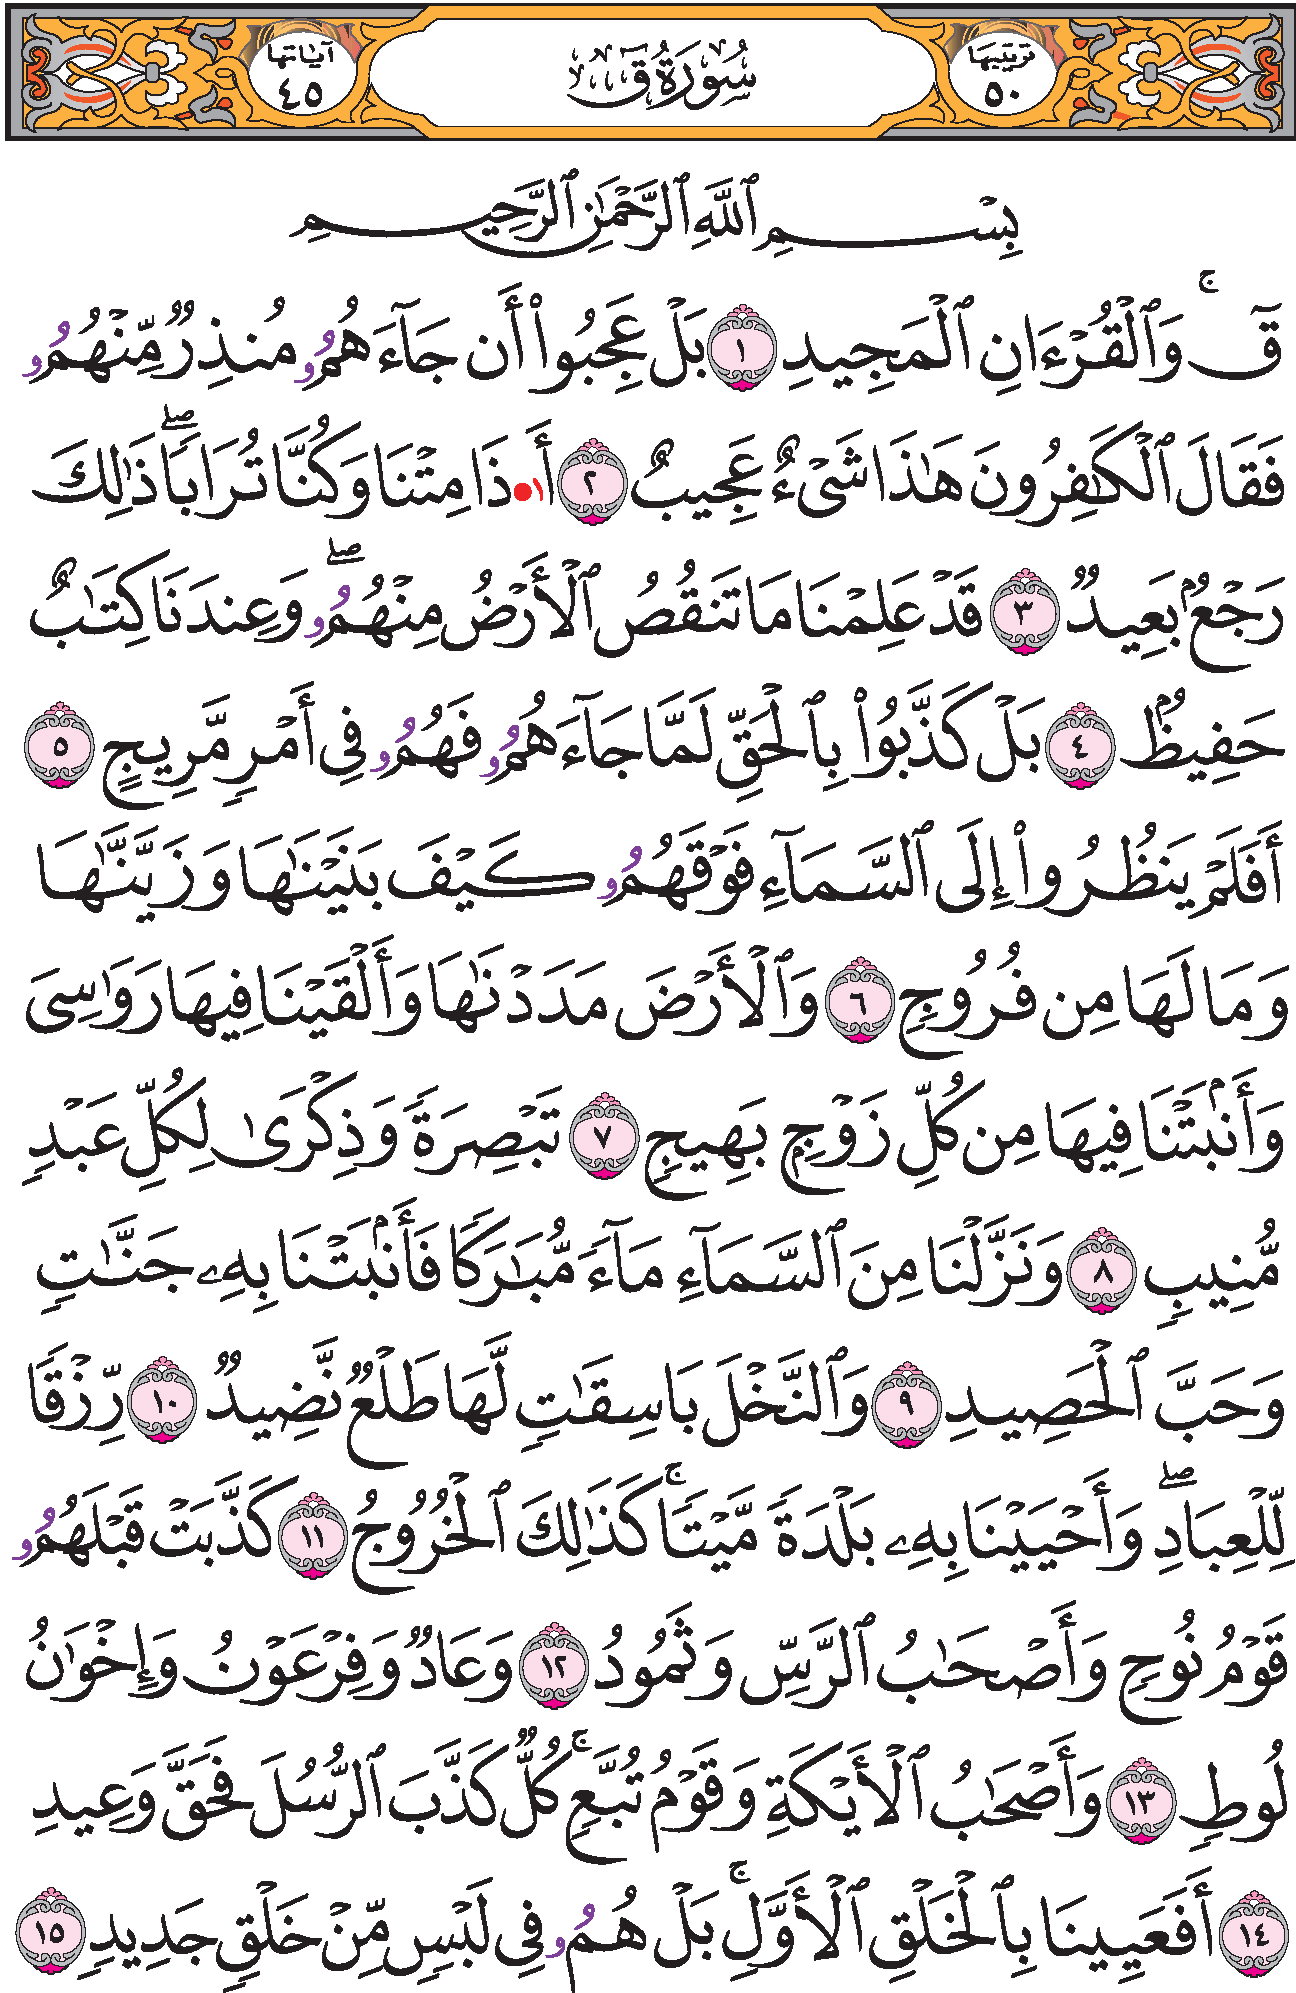 ترتيبها ٥٠ سُورَةُ قٓ آياتها ٤٥
بِسْمِ ٱللَّهِ ٱلرَّحْمَٰنِ ٱلرَّحِيمِ
قٓۚ وَٱلْقُرْءَانِ ٱلْمَجِيدِ ١ بَلْ عَجِبُوٓا۟ أَن جَآءَهُمُۥ مُنذِرٌ مِّنْهُمُۥ
فَقَالَ ٱلْكَٰفِرُونَ هَٰذَا شَىْءٌ عَجِيبٌ ٢ أَ•ا ذَا مِتْنَا وَكُنَّا تُرَابًاۖ ذَٰلِكَ
رَجْعٌۢ بَعِيدٌ ٣ قَدْ عَلِمْنَا مَا تَنقُصُ ٱلْأَرْضُ مِنْهُمُۥۖ وَعِندَنَا كِتَٰبٌ
حَفِيظٌۢ ٤ بَلْ كَذَّبُوا۟ بِٱلْحَقِّ لَمَّا جَآءَهُمُۥ فَهُمُۥ فِى أَمْرٍ مَّرِيجٍ ٥
أَفَلَمْ يَنظُرُوا۟ إِلَى ٱلسَّمَآءِ فَوْقَهُمُۥ كَيْفَ بَنَيْنَٰهَا وَزَيَّنَّٰهَا
وَمَا لَهَا مِن فُرُوجٍ ٦ وَٱلْأَرْضَ مَدَدْنَٰهَا وَأَلْقَيْنَا فِيهَا رَوَٰسِىَ
وَأَنۢبَتْنَا فِيهَا مِن كُلِّ زَوْجٍۭ بَهِيجٍ ٧ تَبْصِرَةً وَذِكْرَىٰ لِكُلِّ عَبْدٍ
مُّنِيبٍ ٨ وَنَزَّلْنَا مِنَ ٱلسَّمَآءِ مَآءً مُّبَٰرَكًا فَأَنۢبَتْنَا بِهِۦ جَنَّٰتٍ
وَحَبَّ ٱلْحَصِيدِ ٩ وَٱلنَّخْلَ بَاسِقَٰتٍ لَّهَا طَلْعٌ نَّضِيدٌ ١٠ رِّزْقًا
لِّلْعِبَادِۖ وَأَحْيَيْنَا بِهِۦ بَلْدَةً مَّيْتًاۚ كَذَٰلِكَ ٱلْخُرُوجُ ١١ كَذَّبَتْ قَبْلَهُمُۥ
قَوْمُ نُوحٍ وَأَصْحَٰبُ ٱلرَّسِّ وَثَمُودُ ١٢ وَعَادٌ وَفِرْعَوْنُ وَإِخْوَٰنُ
لُوطٍ ١٣ وَأَصْحَٰبُ ٱلْأَيْكَةِ وَقَوْمُ تُبَّعٍۚ كُلٌّ كَذَّبَ ٱلرُّسُلَ فَحَقَّ وَعِيدِ
١٤ أَفَعَيِينَا بِٱلْخَلْقِ ٱلْأَوَّلِۚ بَلْ هُمُۥ فِى لَبْسٍ مِّنْ خَلْقٍ جَدِيدٍ ١٥